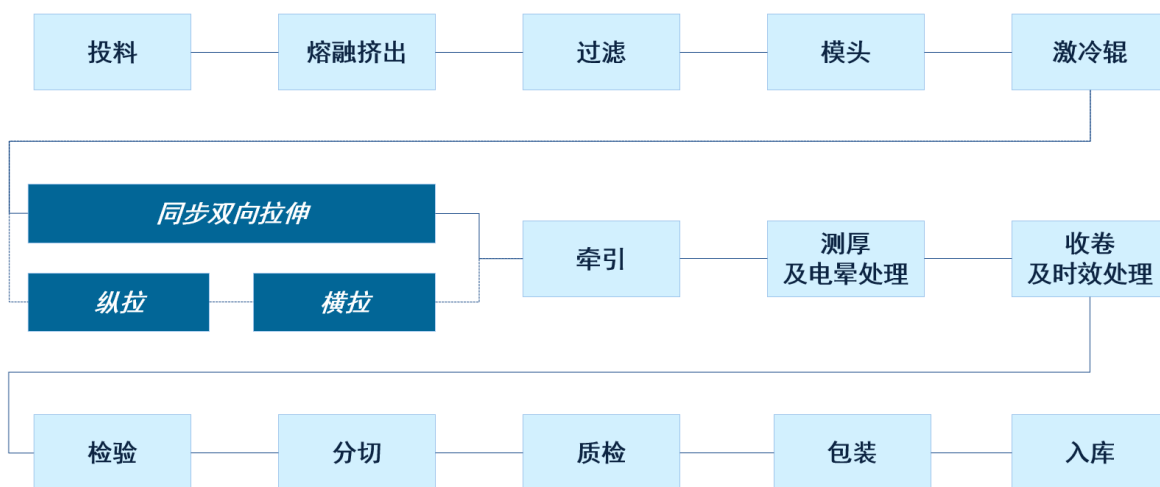 投料
熔融挤出
过滤
模头
激冷辊
同步双向拉伸
纵拉
横拉
牵引
测厚
及电晕处理
收卷
及时效处理
检验
分切
质检
包装
入库